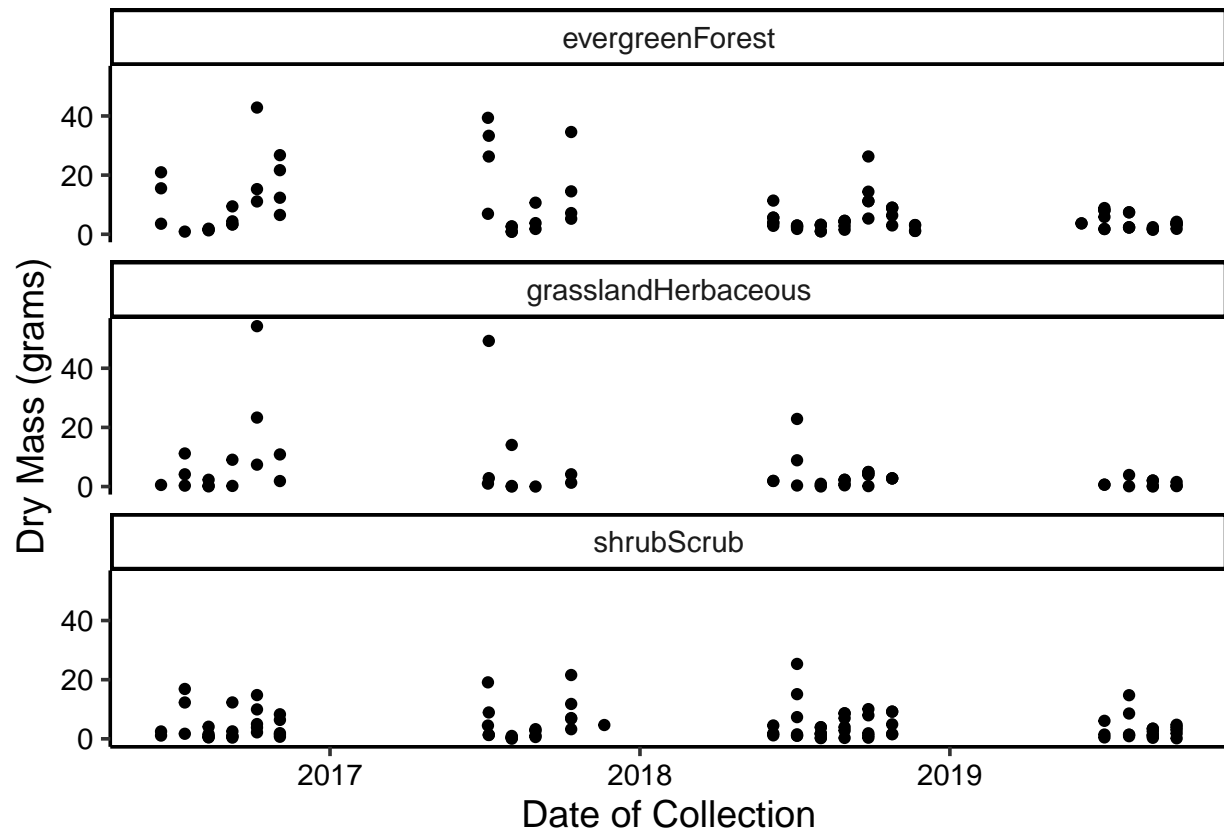 evergreenForest
40
20
0
grasslandHerbaceous
40
20
0
shrubScrub
40
20
0
2017 2018 2019
Date of Collection
Dry Mass (grams)